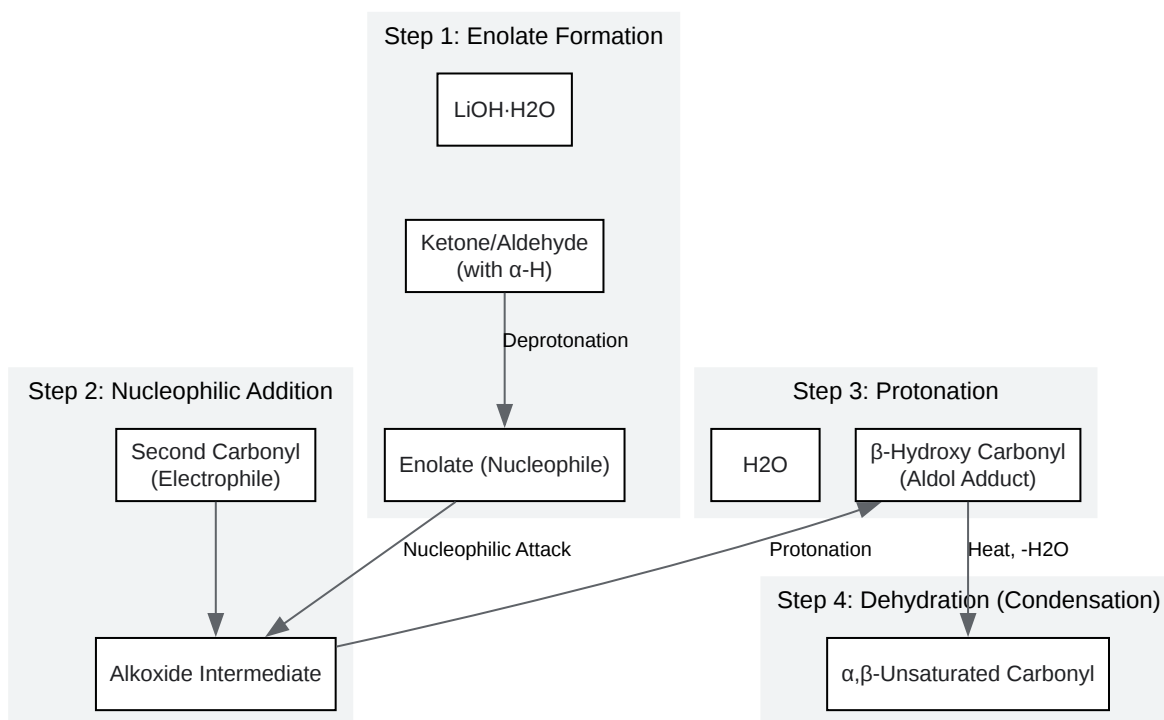 Step 1: Enolate Formation
LiOH·H2O
Ketone/Aldehyde
(with α-H)
Deprotonation
Enolate (Nucleophile)
Step 2: Nucleophilic Addition
Second Carbonyl
(Electrophile)
Nucleophilic Attack
Alkoxide Intermediate
Step 3: Protonation
H2O
β-Hydroxy Carbonyl
(Aldol Adduct)
Protonation
Heat, -H2O
Step 4: Dehydration (Condensation)
α,β-Unsaturated Carbonyl